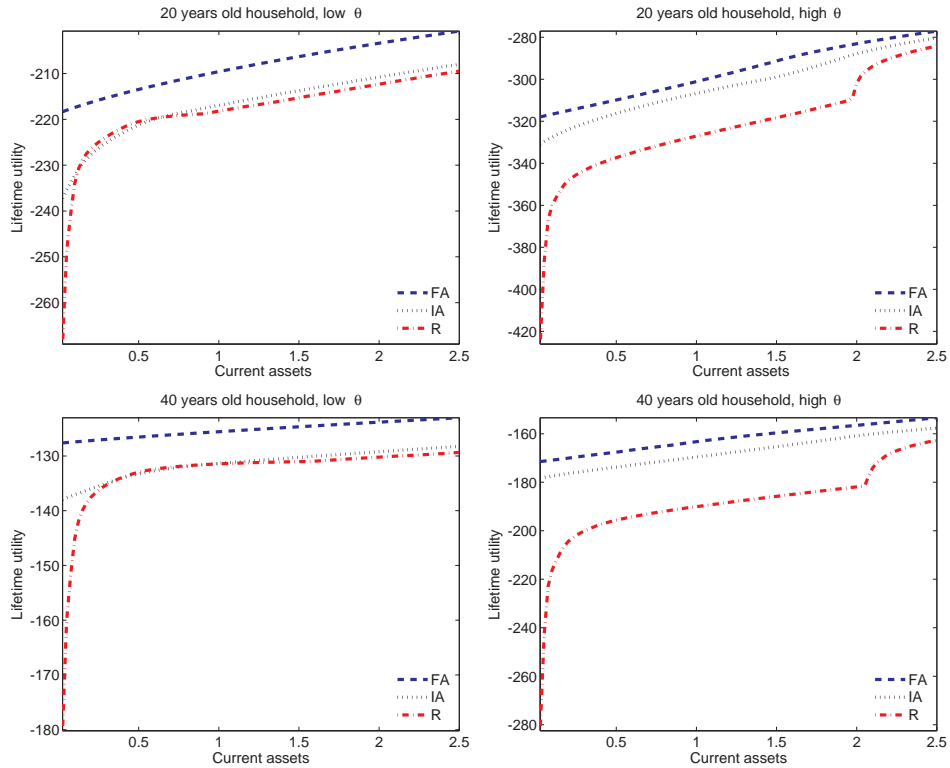 20 years old household, low θ
Lifetime utility
-210
-220
-230
-240
-250
-260
0.5
1
1.5
2
2.5
Current assets
FA
IA
R
20 years old household, high θ
Lifetime utility
-280
-300
-320
-340
-360
-380
-400
-420
0.5
1
1.5
2
2.5
Current assets
FA
IA
R
40 years old household, low θ
Lifetime utility
-130
-140
-150
-160
-170
-180
0.5
1
1.5
2
2.5
Current assets
FA
IA
R
40 years old household, high θ
Lifetime utility
-160
-180
-200
-220
-240
-260
-280
0.5
1
1.5
2
2.5
Current assets
FA
IA
R